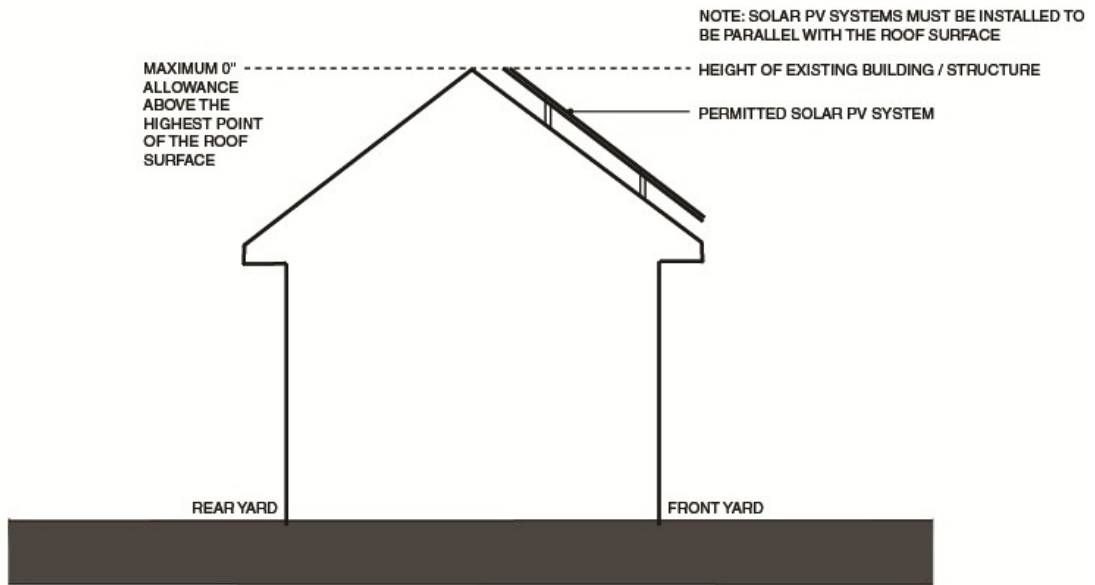 NOTE: SOLAR PV SYSTEMS MUST BE INSTALLED TO
BE PARALLEL WITH THE ROOF SURFACE
MAXIMUM 0"
ALLOWANCE
ABOVE THE
HIGHEST POINT
OF THE ROOF
SURFACE
HEIGHT OF EXISTING BUILDING / STRUCTURE
PERMITTED SOLAR PV SYSTEM
REAR YARD
FRONT YARD